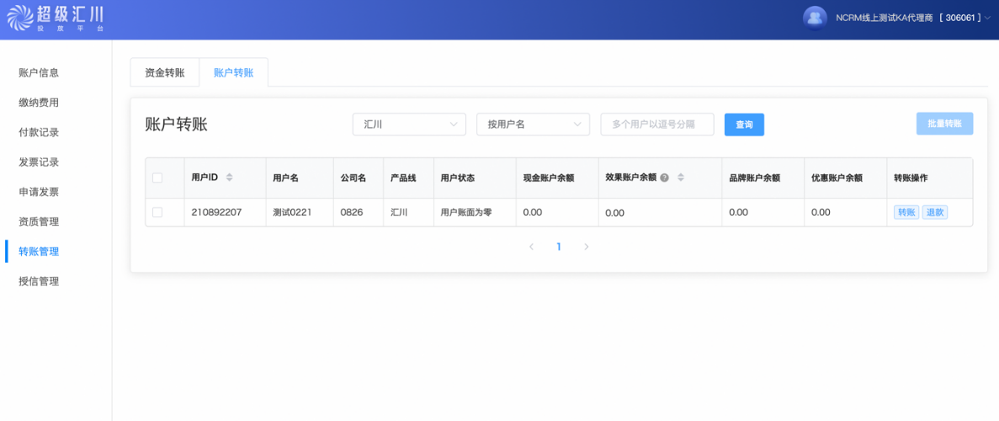 超级汇川
投放平台
NCRM线上测试KA代理商 [ 306061 ]
账户信息
缴纳费用
付款记录
发票记录
申请发票
资质管理
转账管理
授信管理
资金转账 账户转账
账户转账 汇川 按用户名 多个用户以逗号分隔 查询 批量转账
用户ID 用户名 公司名 产品线 用户状态 现金账户余额 效果账户余额 ? 品牌账户余额 优惠账户余额 转账操作
210892207 测试0221 0826 汇川 用户账面为零 0.00 0.00 0.00 0.00 转账 退款
< 1 >